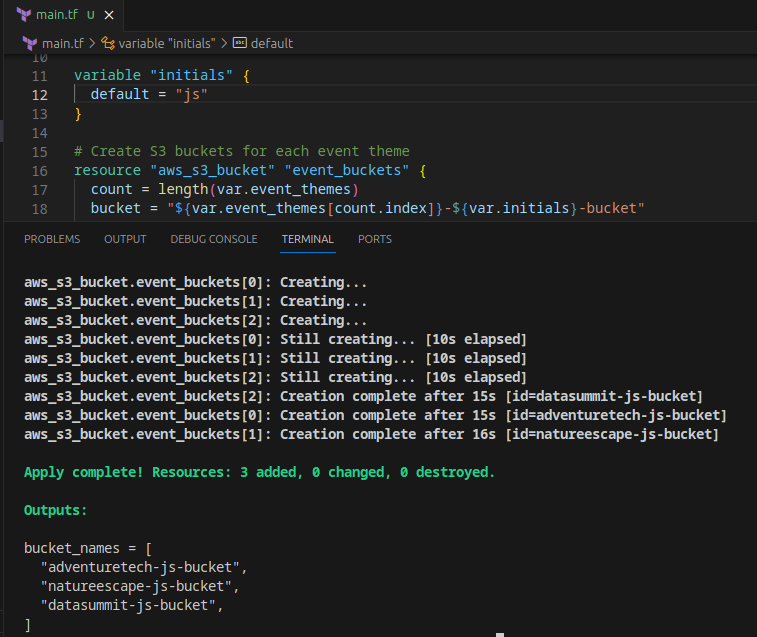 main.tf U ×
main.tf > variable "initials" > abc default
10
11 variable "initials" {
12   default = "js"
13 }
14
15 # Create S3 buckets for each event theme
16 resource "aws_s3_bucket" "event_buckets" {
17   count = length(var.event_themes)
18   bucket = "${var.event_themes[count.index]}-${var.initials}-bucket"
PROBLEMS OUTPUT DEBUG CONSOLE TERMINAL PORTS
aws_s3_bucket.event_buckets[0]: Creating...
aws_s3_bucket.event_buckets[1]: Creating...
aws_s3_bucket.event_buckets[2]: Creating...
aws_s3_bucket.event_buckets[0]: Still creating... [10s elapsed]
aws_s3_bucket.event_buckets[1]: Still creating... [10s elapsed]
aws_s3_bucket.event_buckets[2]: Still creating... [10s elapsed]
aws_s3_bucket.event_buckets[2]: Creation complete after 15s [id=datasummit-js-bucket]
aws_s3_bucket.event_buckets[0]: Creation complete after 15s [id=adventuretech-js-bucket]
aws_s3_bucket.event_buckets[1]: Creation complete after 16s [id=natureescape-js-bucket]
Apply complete! Resources: 3 added, 0 changed, 0 destroyed.
Outputs:
bucket_names = [
  "adventuretech-js-bucket",
  "natureescape-js-bucket",
  "datasummit-js-bucket",
]